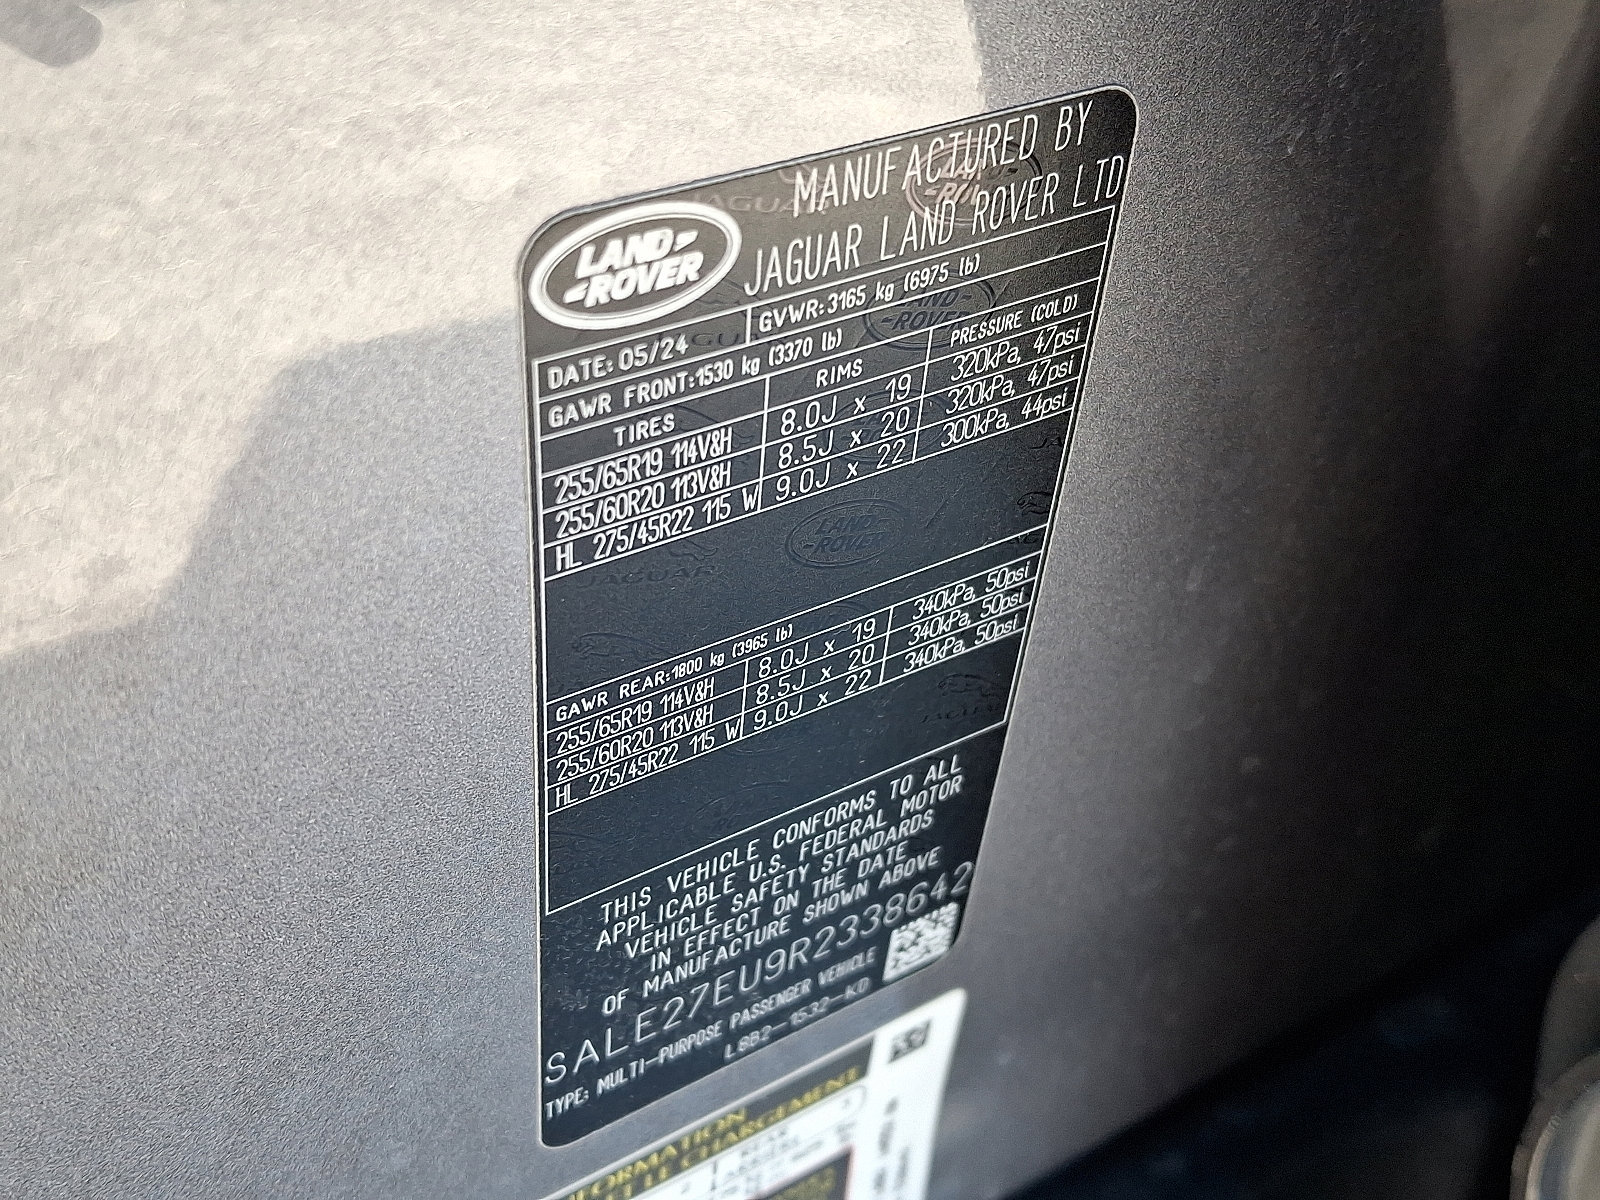 LAND-
-ROVER
MANUFACTURED BY
JAGUAR LAND ROVER LTD
DATE: 05/24 GVWR: 3165 kg (6975 lb)
GAWR FRONT: 1530 kg (3370 lb)
TIRES RIMS PRESSURE (COLD)
255/65R19 114V&H 8.0J x 19 320kPa, 47psi
255/60R20 113V&H 8.5J x 20 320kPa, 47psi
HL 275/45R22 115 W 9.0J x 22 300kPa, 44psi
GAWR REAR: 1800 kg (3965 lb)
255/65R19 114V&H 8.0J x 19 340kPa, 50psi
255/60R20 113V&H 8.5J x 20 340kPa, 50psi
HL 275/45R22 115 W 9.0J x 22 340kPa, 50psi
THIS VEHICLE CONFORMS TO ALL
APPLICABLE U.S. FEDERAL MOTOR
VEHICLE SAFETY STANDARDS
IN EFFECT ON THE DATE
OF MANUFACTURE SHOWN ABOVE
SALE27EU9R2338642
TYPE: MULTI-PURPOSE PASSENGER VEHICLE